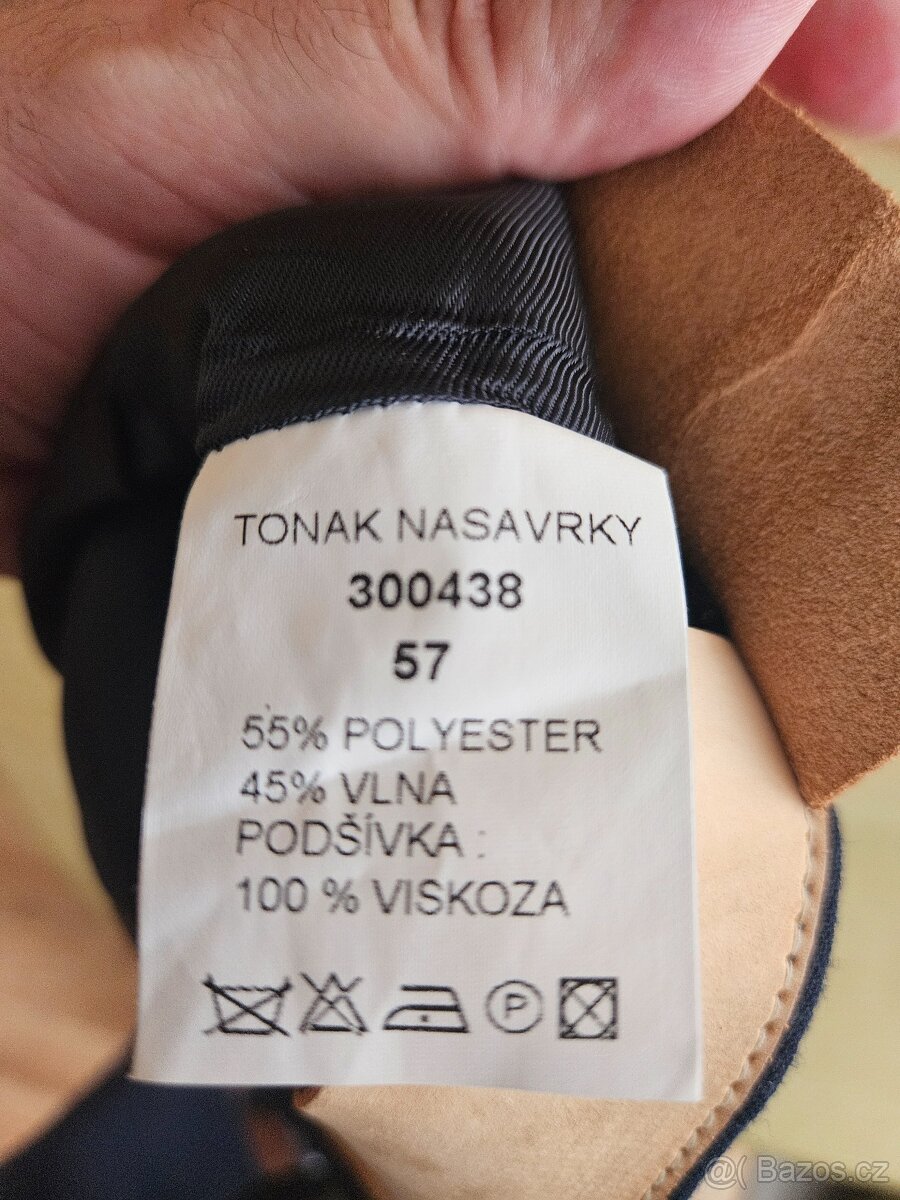 TONAK NASAVRKY
300438
57
55% POLYESTER
45% VLNA
PODŠÍVKA :
100 % VISKOZA
P
@( Bazos.cz